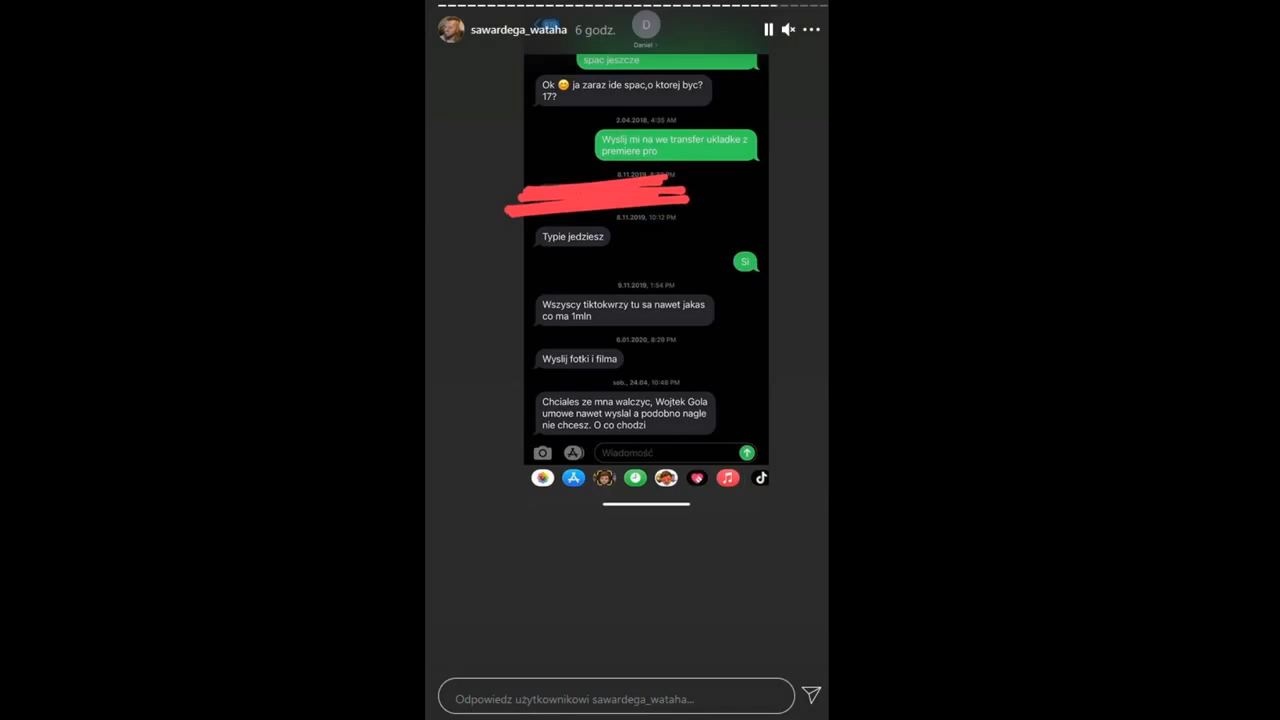 sawardega_wataha 6 godz.
D
Daniel
spac jeszcze
Ok 😊 ja zaraz ide spac,o ktorej byc?
17?
2.04.2018, 4:35 AM
Wyslij mi na we transfer ukladke z
premiere pro
8.11.2019, PM
8.11.2019, 10:12 PM
Typie jedziesz
Si
9.11.2019, 1:54 PM
Wszyscy tiktokwrzy tu sa nawet jakas
co ma 1mln
6.01.2020, 8:29 PM
Wyslij fotki i filma
sob., 24.04, 10:48 PM
Chciales ze mna walczyc, Wojtek Gola
umowe nawet wyslal a podobno nagle
nie chcesz. O co chodzi
Wiadomość
Odpowiedz użytkownikowi sawardega_wataha...